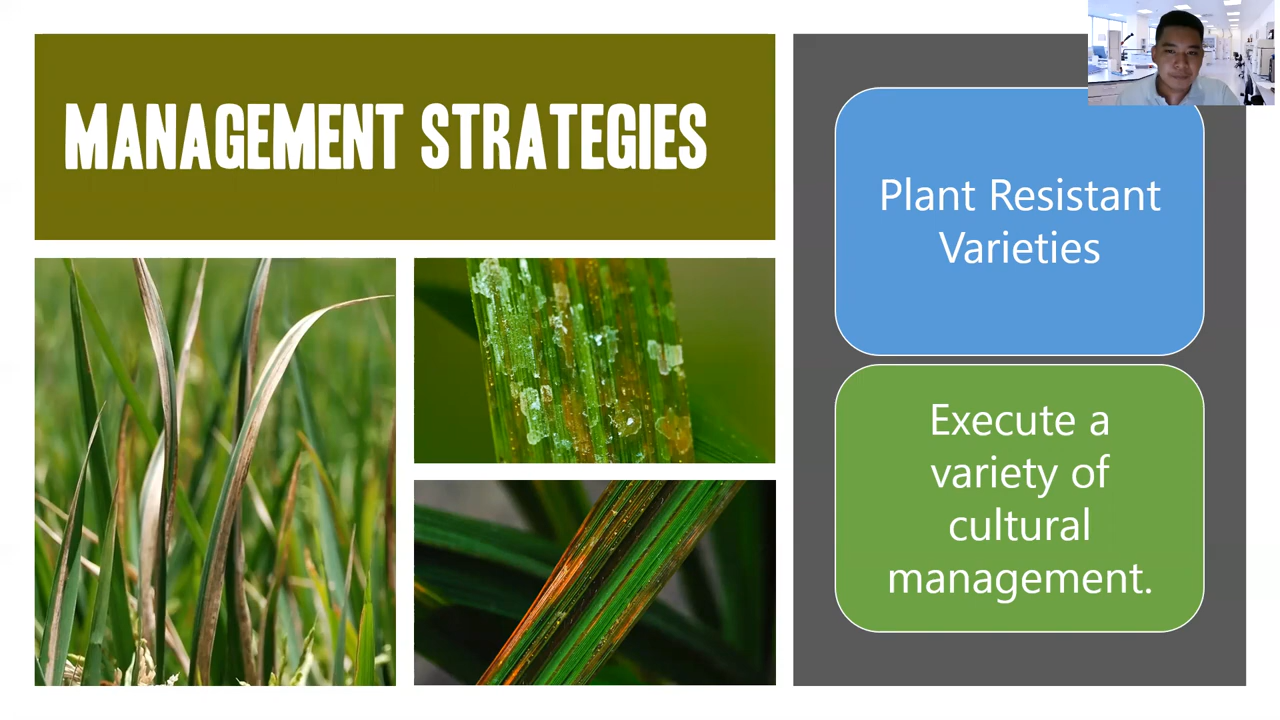 MANAGEMENT STRATEGIES
Plant Resistant
Varieties
Execute a
variety of
cultural
management.